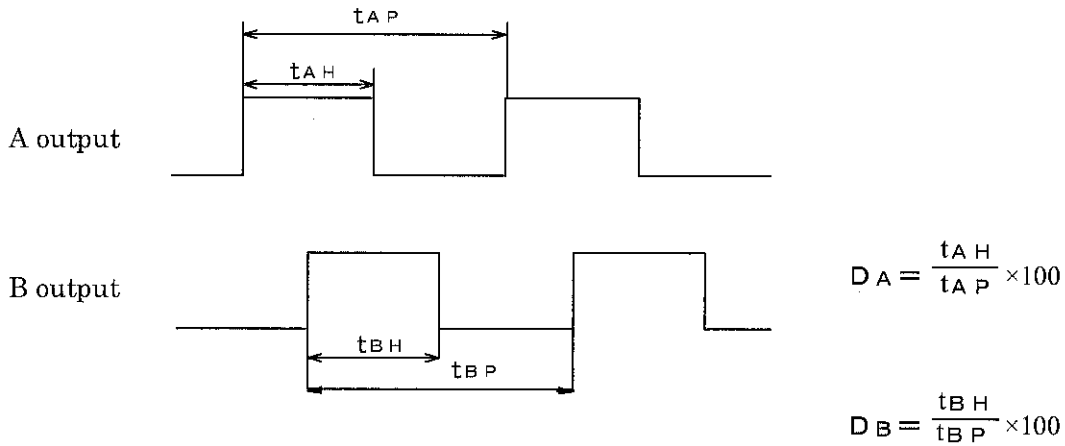 tAP
tAH
A output
B output
DA = tAH / tAP ×100
tBH
tBP
DB = tBH / tBP ×100